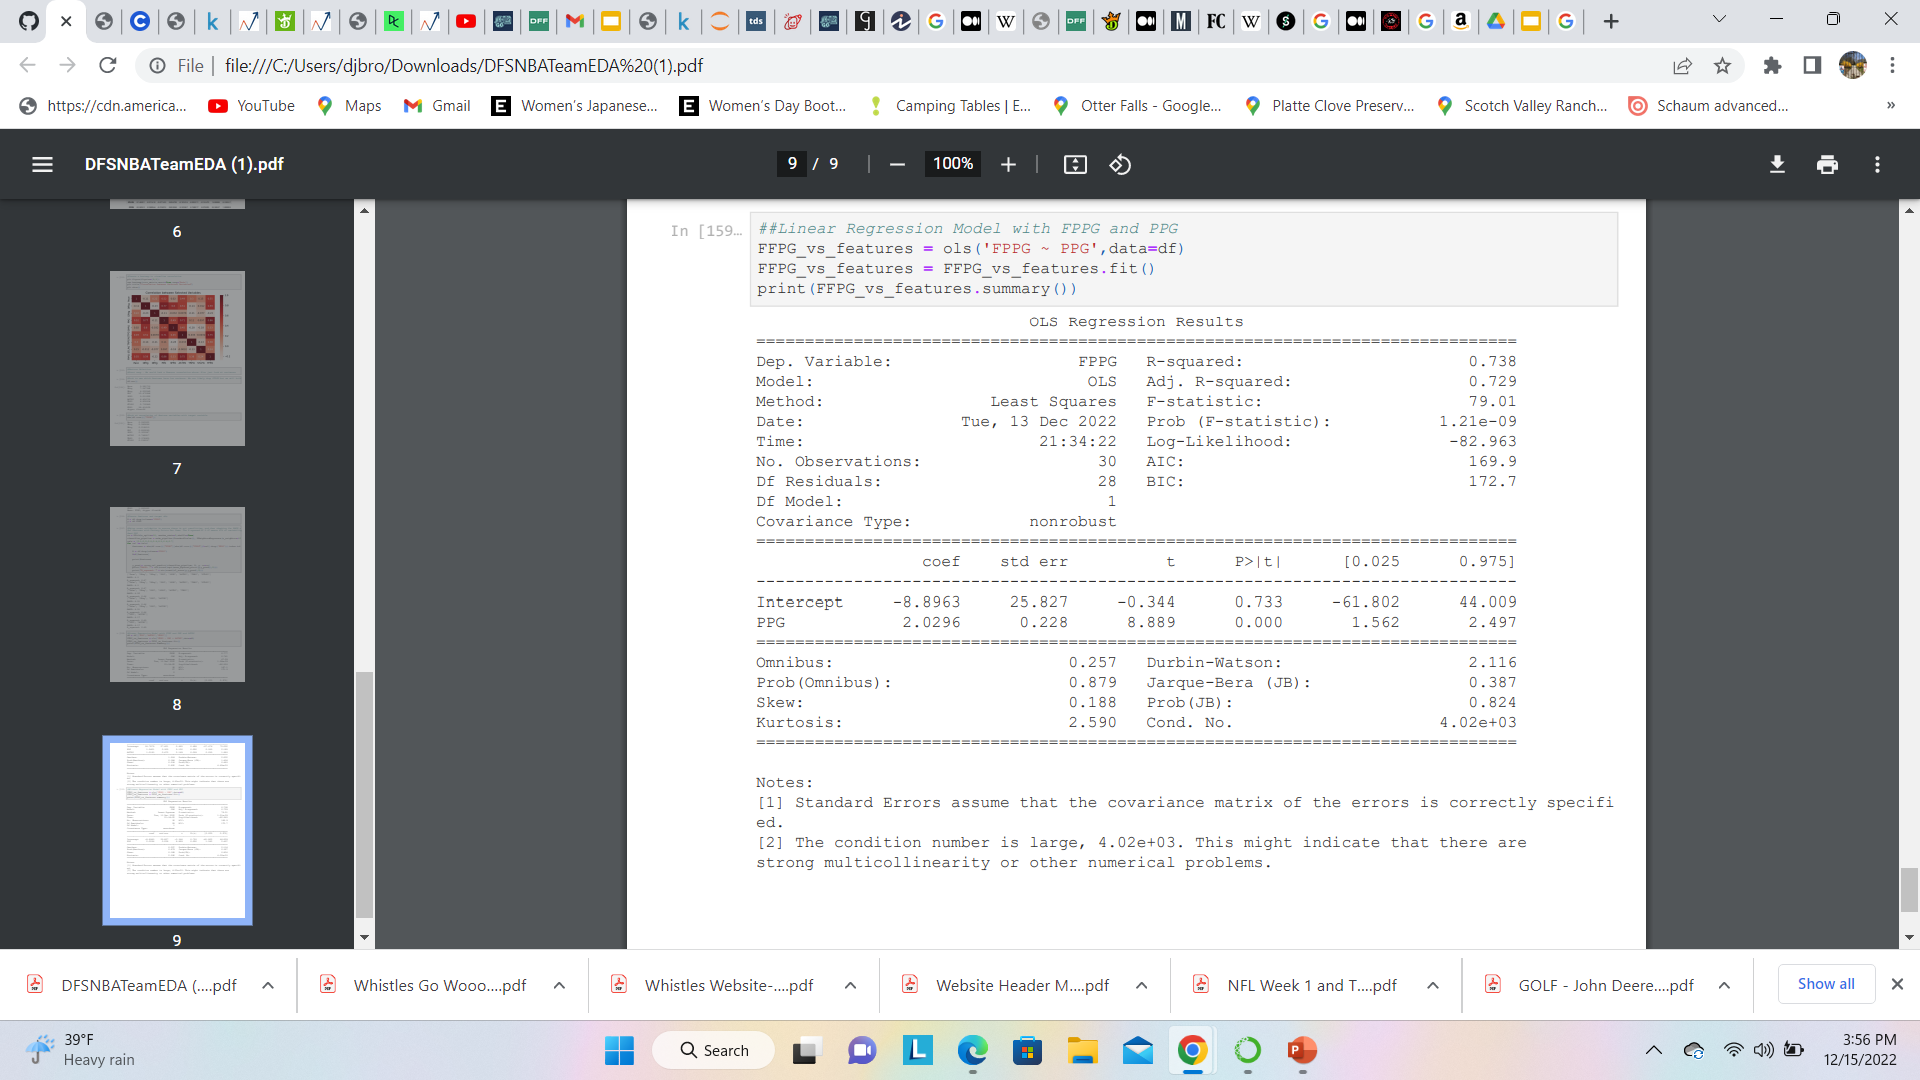 tds
DFF
DFF
M
FC
W
File
file:///C:/Users/djbro/Downloads/DFSNBATeamEDA%20(1).pdf
https://cdn.america...
YouTube
Maps
Gmail
Women's Japanese...
Women's Day Boot...
Camping Tables | E...
Otter Falls - Google...
Platte Clove Preserv...
Scotch Valley Ranch...
Schaum advanced...
»
DFSNBATeamEDA (1).pdf
9 / 9
100%
6
7
8
9
In [159…
##Linear Regression Model with FPPG and PPG
FFPG_vs_features = ols('FPPG ~ PPG',data=df)
FFPG_vs_features = FFPG_vs_features.fit()
print(FFPG_vs_features.summary())
OLS Regression Results
==============================================================================
Dep. Variable: FPPG R-squared: 0.738
Model: OLS Adj. R-squared: 0.729
Method: Least Squares F-statistic: 79.01
Date: Tue, 13 Dec 2022 Prob (F-statistic): 1.21e-09
Time: 21:34:22 Log-Likelihood: -82.963
No. Observations: 30 AIC: 169.9
Df Residuals: 28 BIC: 172.7
Df Model: 1
Covariance Type: nonrobust
==============================================================================
coef std err t P>|t| [0.025 0.975]
------------------------------------------------------------------------------
Intercept -8.8963 25.827 -0.344 0.733 -61.802 44.009
PPG 2.0296 0.228 8.889 0.000 1.562 2.497
==============================================================================
Omnibus: 0.257 Durbin-Watson: 2.116
Prob(Omnibus): 0.879 Jarque-Bera (JB): 0.387
Skew: 0.188 Prob(JB): 0.824
Kurtosis: 2.590 Cond. No. 4.02e+03
==============================================================================
Notes:
[1] Standard Errors assume that the covariance matrix of the errors is correctly specifi
ed.
[2] The condition number is large, 4.02e+03. This might indicate that there are
strong multicollinearity or other numerical problems.
DFSNBATeamEDA (....pdf
Whistles Go Wooo....pdf
Whistles Website-....pdf
Website Header M....pdf
NFL Week 1 and T....pdf
GOLF - John Deere....pdf
Show all
39°F
Heavy rain
Search
3:56 PM
12/15/2022